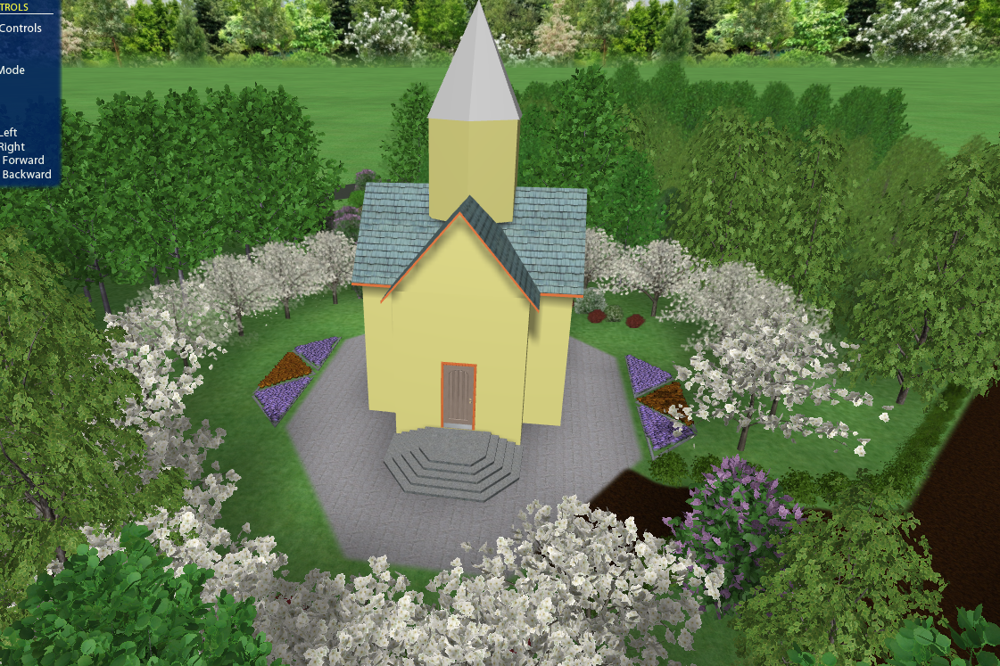 TROLS
Controls
Mode
Left
Right
Forward
Backward